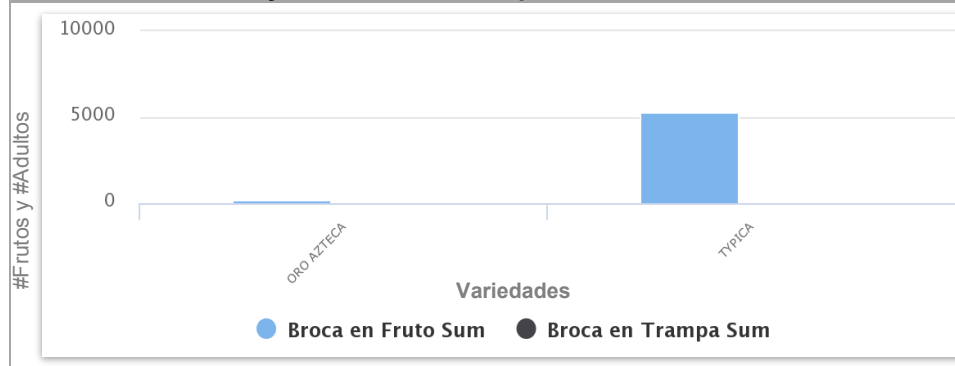 10000
5000
0
#Frutos y #Adultos
ORO AZTECA
TYPICA
Variedades
Broca en Fruto Sum
Broca en Trampa Sum